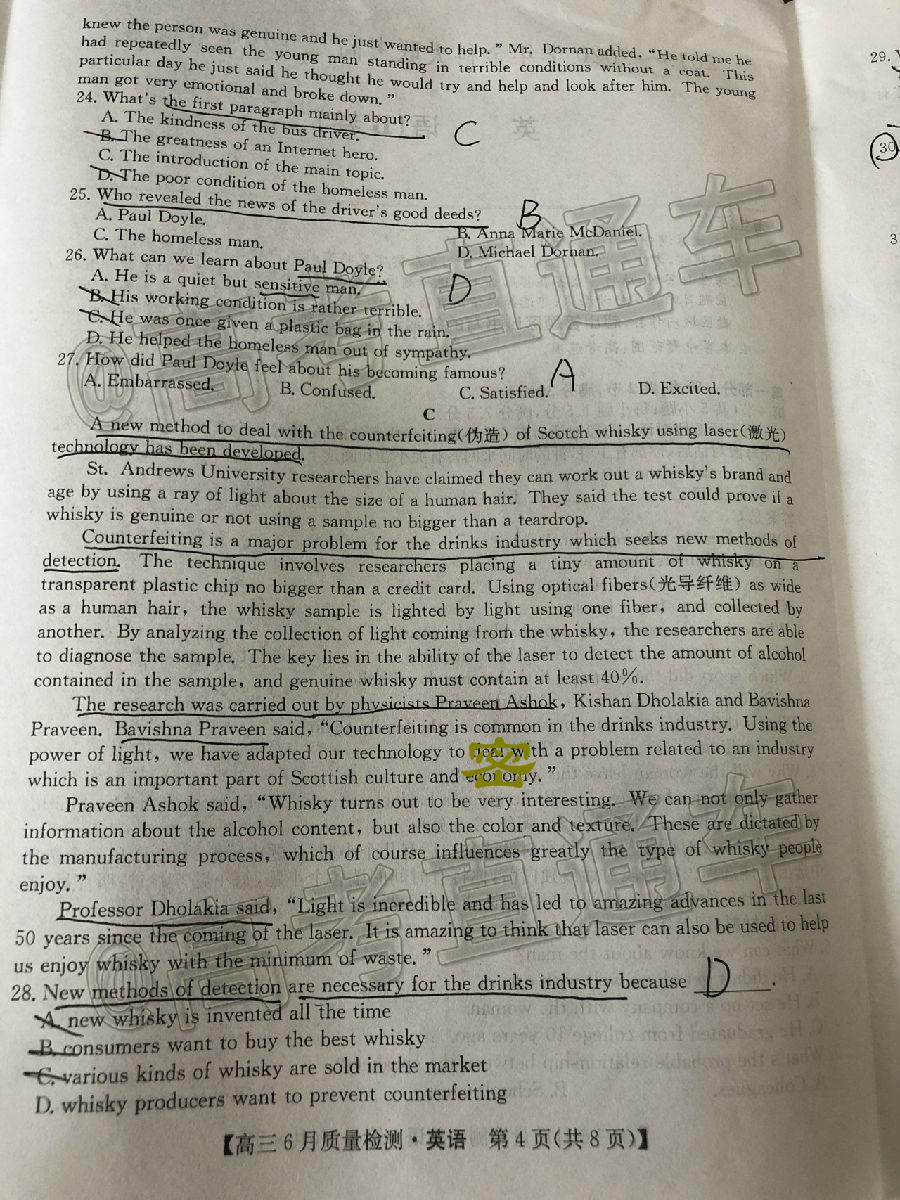 knew the person was genuine and he just wanted to help. ” Mr. Dornan added, “He told me he
had repeatedly seen the young man standing in terrible conditions without a coat. This
particular day he just said he thought he would try and help and look after him. The young
man got very emotional and broke down. ”
24. What's the first paragraph mainly about?
A. The kindness of the bus driver.
C
B. The greatness of an Internet hero.
C. The introduction of the main topic.
D. The poor condition of the homeless man.
25. Who revealed the news of the driver's good deeds?
B
A. Paul Doyle. B. Anna Marie McDaniel.
C. The homeless man. D. Michael Dornan.
26. What can we learn about Paul Doyle?
A. He is a quiet but sensitive man.
D
B. His working condition is rather terrible.
C. He was once given a plastic bag in the rain.
D. He helped the homeless man out of sympathy.
27. How did Paul Doyle feel about his becoming famous?
A
A. Embarrassed. B. Confused. C. Satisfied. D. Excited.
C
A new method to deal with the counterfeiting(伪造) of Scotch whisky using laser(激光)
technology has been developed.
St. Andrews University researchers have claimed they can work out a whisky's brand and
age by using a ray of light about the size of a human hair. They said the test could prove if a
whisky is genuine or not using a sample no bigger than a teardrop.
Counterfeiting is a major problem for the drinks industry which seeks new methods of
detection. The technique involves researchers placing a tiny amount of whisky on a
transparent plastic chip no bigger than a credit card. Using optical fibers(光导纤维) as wide
as a human hair, the whisky sample is lighted by light using one fiber, and collected by
another. By analyzing the collection of light coming from the whisky, the researchers are able
to diagnose the sample. The key lies in the ability of the laser to detect the amount of alcohol
contained in the sample, and genuine whisky must contain at least 40%.
The research was carried out by physicists Praveen Ashok, Kishan Dholakia and Bavishna
Praveen. Bavishna Praveen said, “Counterfeiting is common in the drinks industry. Using the
power of light, we have adapted our technology to deal with a problem related to an industry
which is an important part of Scottish culture and economy. ”
密
Praveen Ashok said, “Whisky turns out to be very interesting. We can not only gather
information about the alcohol content, but also the color and texture. These are dictated by
the manufacturing process, which of course influences greatly the type of whisky people
enjoy. ”
Professor Dholakia said, “Light is incredible and has led to amazing advances in the last
50 years since the coming of the laser. It is amazing to think that laser can also be used to help
us enjoy whisky with the minimum of waste. ”
28. New methods of detection are necessary for the drinks industry because D.
A. new whisky is invented all the time
B. consumers want to buy the best whisky
C. various kinds of whisky are sold in the market
D. whisky producers want to prevent counterfeiting
【高三6月质量检测·英语 第4页(共8页)】
@高考直通车
@高考直通车
29.
30
3